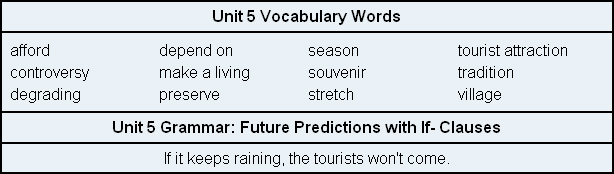 Unit 5 Vocabulary Words
afford depend on season tourist attraction
controversy make a living souvenir tradition
degrading preserve stretch village
Unit 5 Grammar: Future Predictions with If- Clauses
If it keeps raining, the tourists won't come.